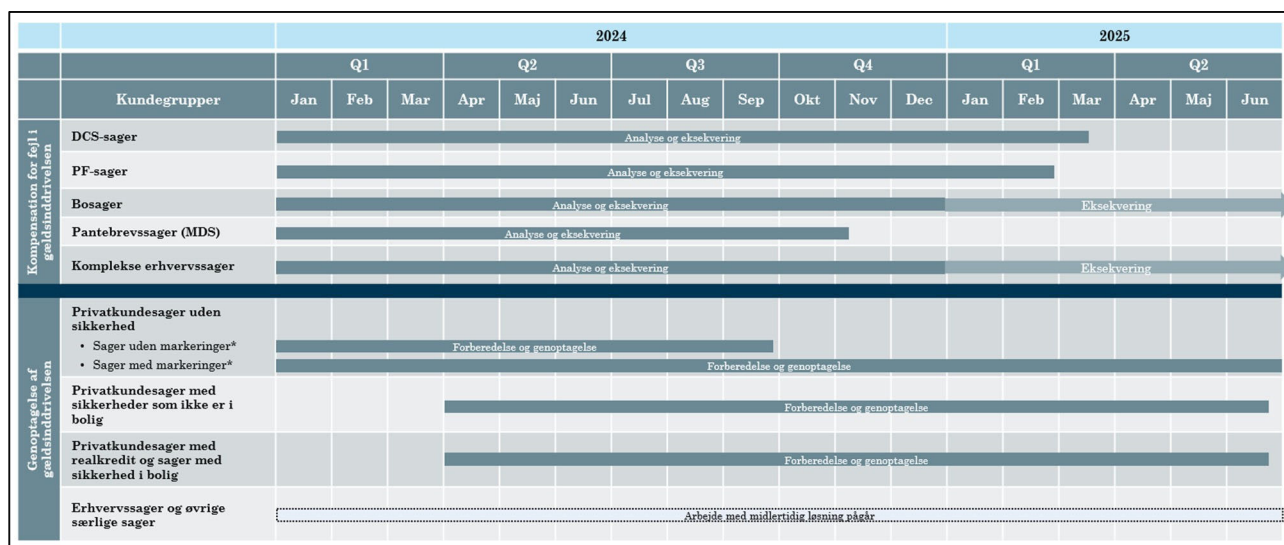 2024 2025
Q1 Q2 Q3 Q4 Q1 Q2
Kundegrupper Jan Feb Mar Apr Maj Jun Jul Aug Sep Okt Nov Dec Jan Feb Mar Apr Maj Jun
Kompensation for fejl i
gældsinddrivelsen
DCS-sager Analyse og eksekvering
PF-sager Analyse og eksekvering
Bosager Analyse og eksekvering Eksekvering
Pantebrevssager (MDS) Analyse og eksekvering
Komplekse erhvervssager Analyse og eksekvering Eksekvering
Genoptagelse af
gældsinddrivelsen
Privatkundesager uden
sikkerhed
• Sager uden markeringer* Forberedelse og genoptagelse
• Sager med markeringer* Forberedelse og genoptagelse
Privatkundesager med
sikkerheder som ikke er i
bolig
Forberedelse og genoptagelse
Privatkundesager med
realkredit og sager med
sikkerhed i bolig
Forberedelse og genoptagelse
Erhvervssager og øvrige
særlige sager
Arbejde med midlertidig løsning pågår